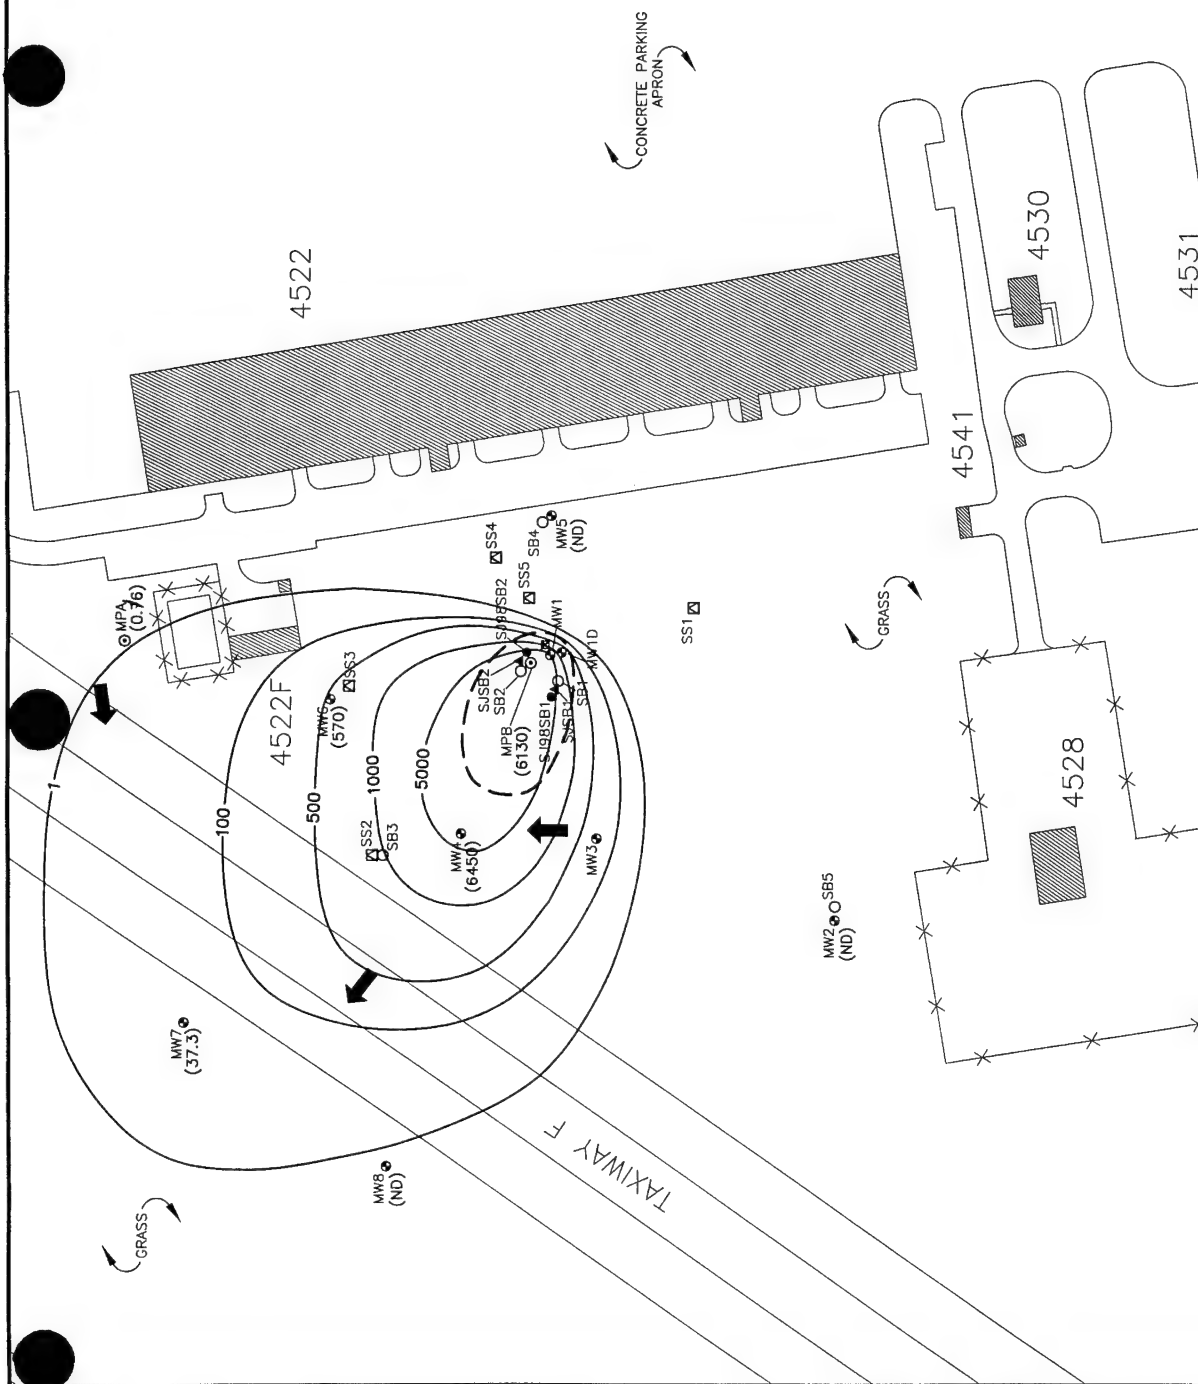 CONCRETE PARKING
APRON
4522
4530
4531
4541
MPA
4522F
SS3
MW6
(570)
1
100
500
1000
5000
SS2
SB3
MW4
(6450)
MW3
SS4
SB4
MW5
(ND)
SS5
SJ98SB2
MW1
MW1D
SJSB2
SB2
MPB
(6130)
SJ98SB1
SJSB1
SB1
SS1
GRASS
4528
MW2
(ND)
SB5
MW7
(37.3)
MW8
(ND)
TAXIWAY F
GRASS